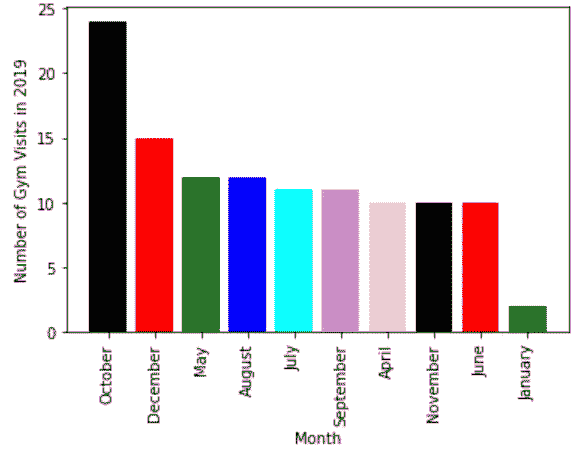 Number of Gym Visits in 2019
25
20
15
10
5
0
October
December
May
August
July
September
April
November
June
January
Month